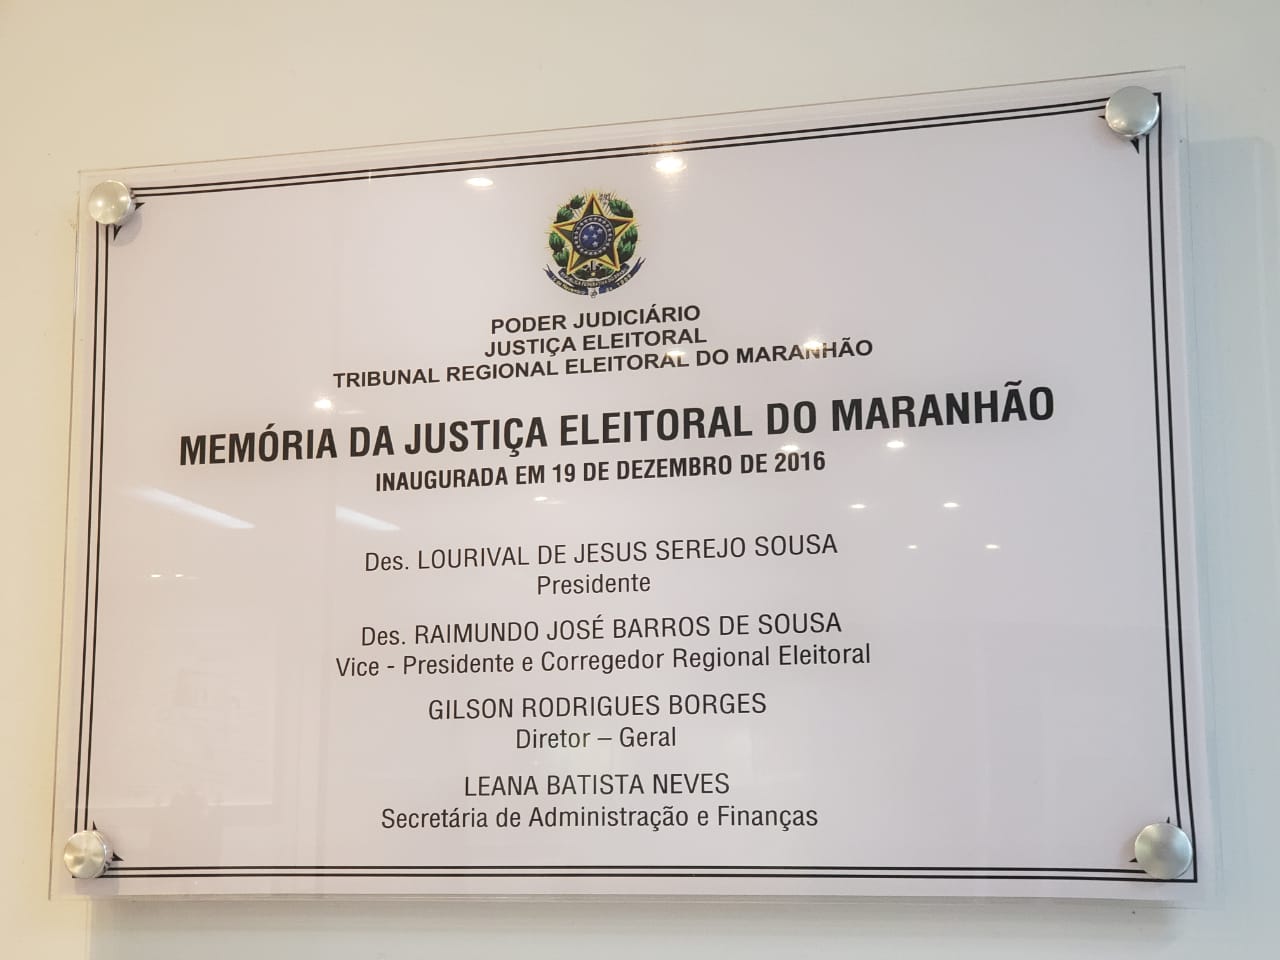 PODER JUDICIÁRIO
JUSTIÇA ELEITORAL
TRIBUNAL REGIONAL ELEITORAL DO MARANHÃO
MEMÓRIA DA JUSTIÇA ELEITORAL DO MARANHÃO
INAUGURADA EM 19 DE DEZEMBRO DE 2016
Des. LOURIVAL DE JESUS SEREJO SOUSA
Presidente
Des. RAIMUNDO JOSÉ BARROS DE SOUSA
Vice - Presidente e Corregedor Regional Eleitoral
GILSON RODRIGUES BORGES
Diretor – Geral
LEANA BATISTA NEVES
Secretária de Administração e Finanças